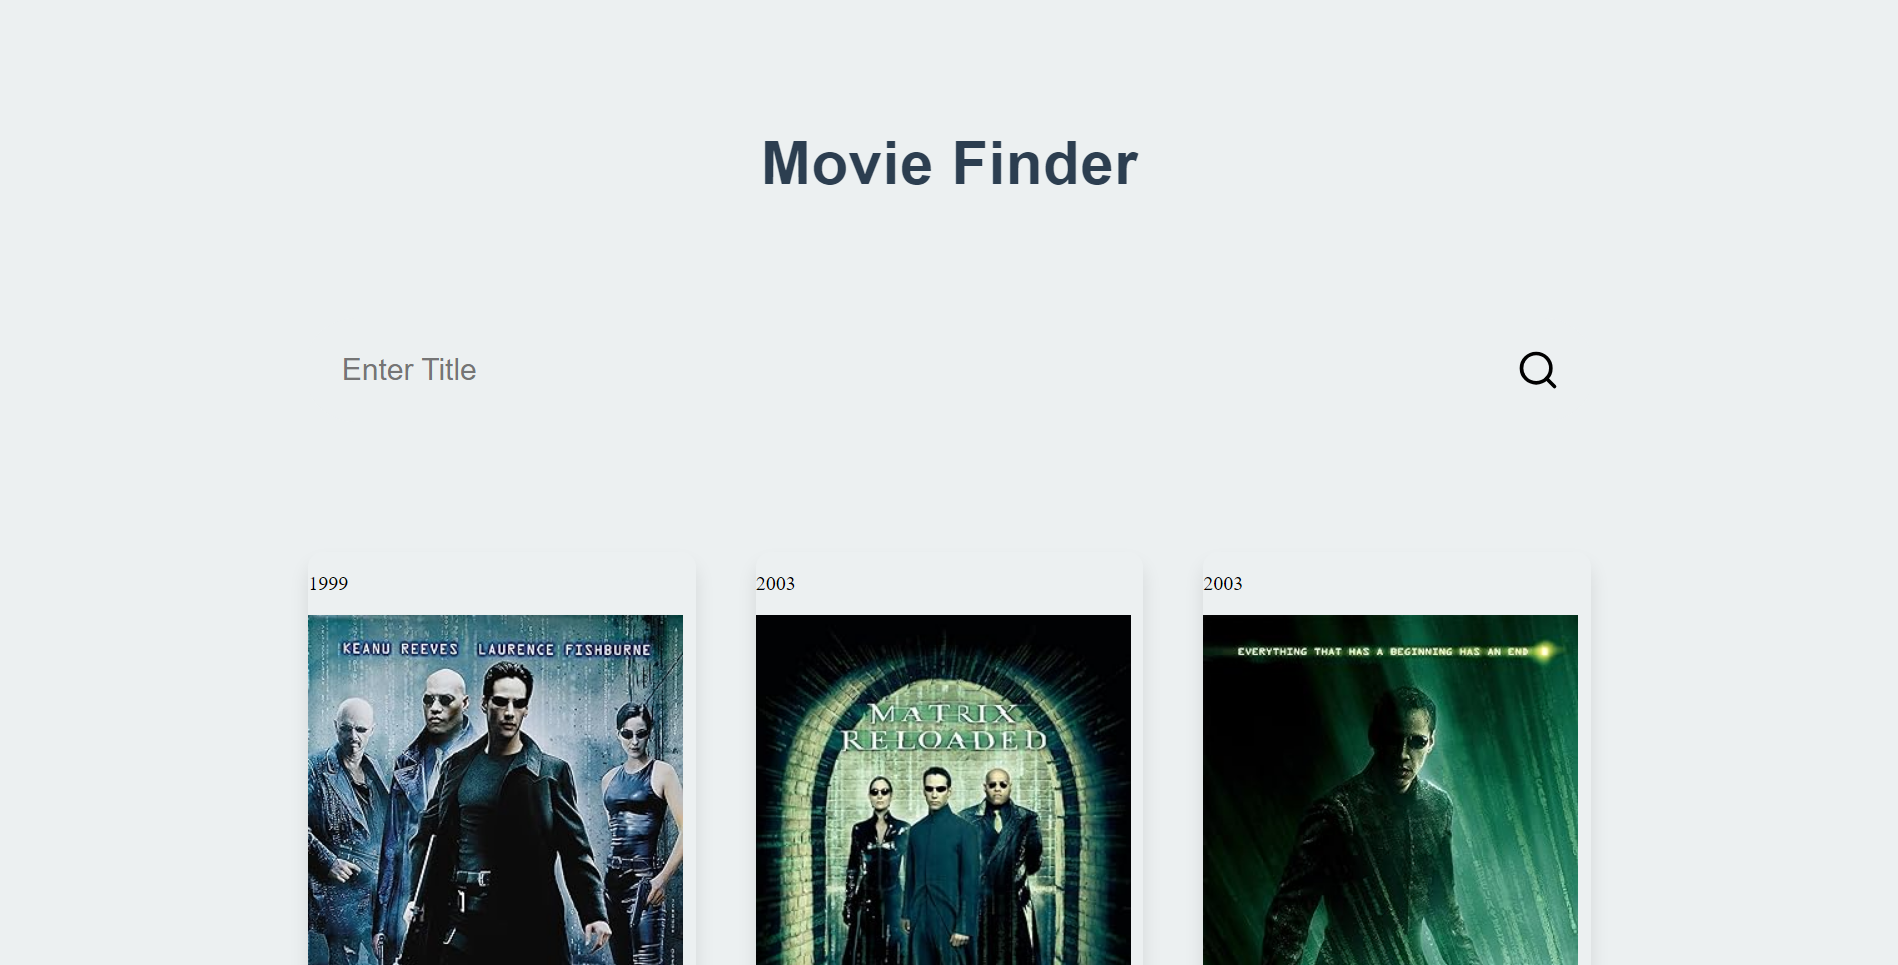 Movie Finder
Enter Title
1999
2003
2003
KEANU REEVES LAURENCE FISHBURNE
MATRIX
RELOADED
EVERYTHING THAT HAS A BEGINNING HAS AN END